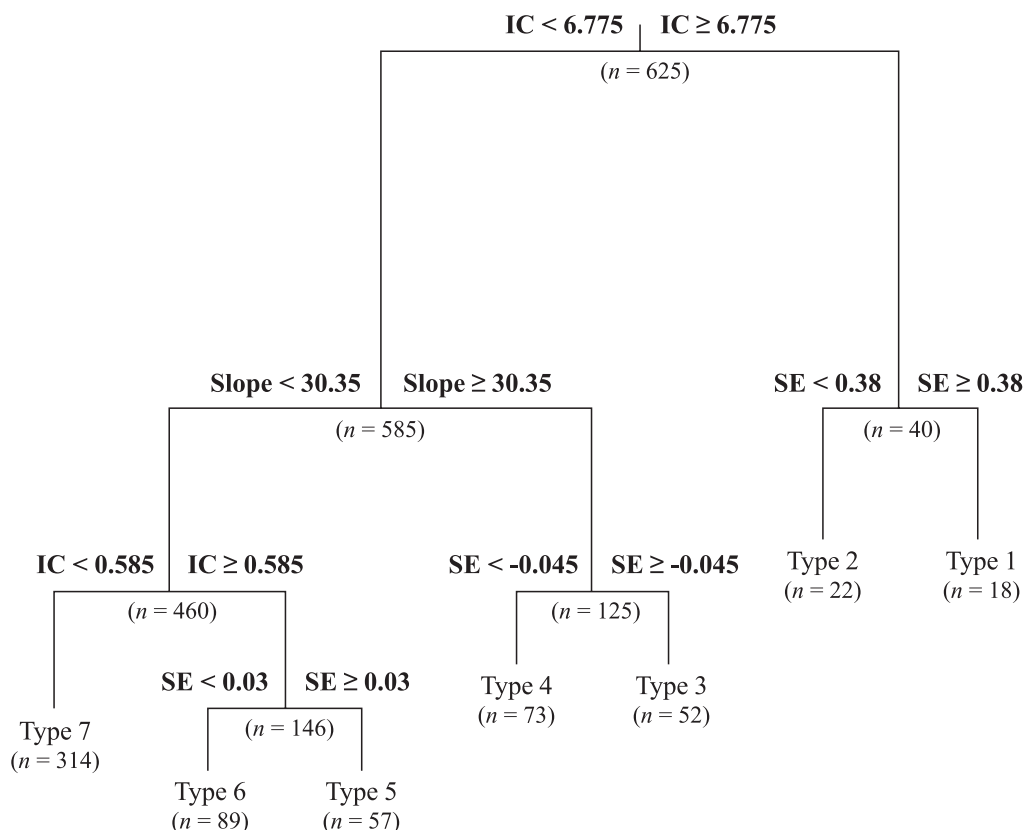 IC < 6.775 IC ≥ 6.775
(n = 625)
Slope < 30.35 Slope ≥ 30.35
(n = 585)
SE < 0.38 SE ≥ 0.38
(n = 40)
IC < 0.585 IC ≥ 0.585
(n = 460)
SE < -0.045 SE ≥ -0.045
(n = 125)
Type 2
(n = 22)
Type 1
(n = 18)
SE < 0.03 SE ≥ 0.03
(n = 146)
Type 4
(n = 73)
Type 3
(n = 52)
Type 7
(n = 314)
Type 6
(n = 89)
Type 5
(n = 57)